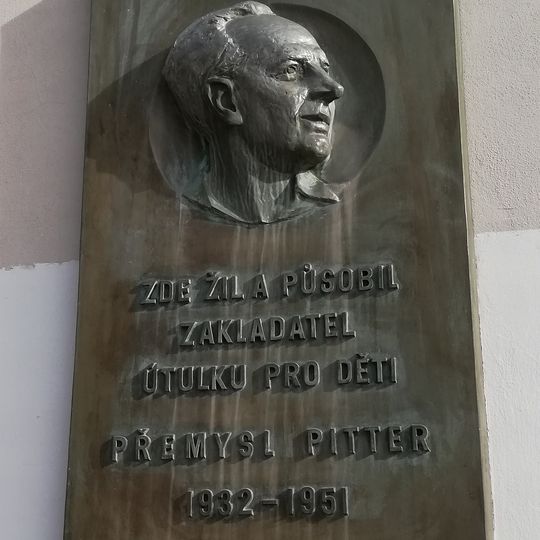 ZDE ŽIL A PŮSOBIL
ZAKLADATEL
ÚTULKU PRO DĚTI
PŘEMYSL PITTER
1932-1951